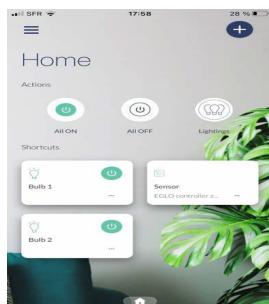 SFR 17:58 28 %
Home
Actions
All ON All OFF Lightings
Shortcuts
Bulb 1
...
Sensor
EGLO controller z... ...
Bulb 2
...